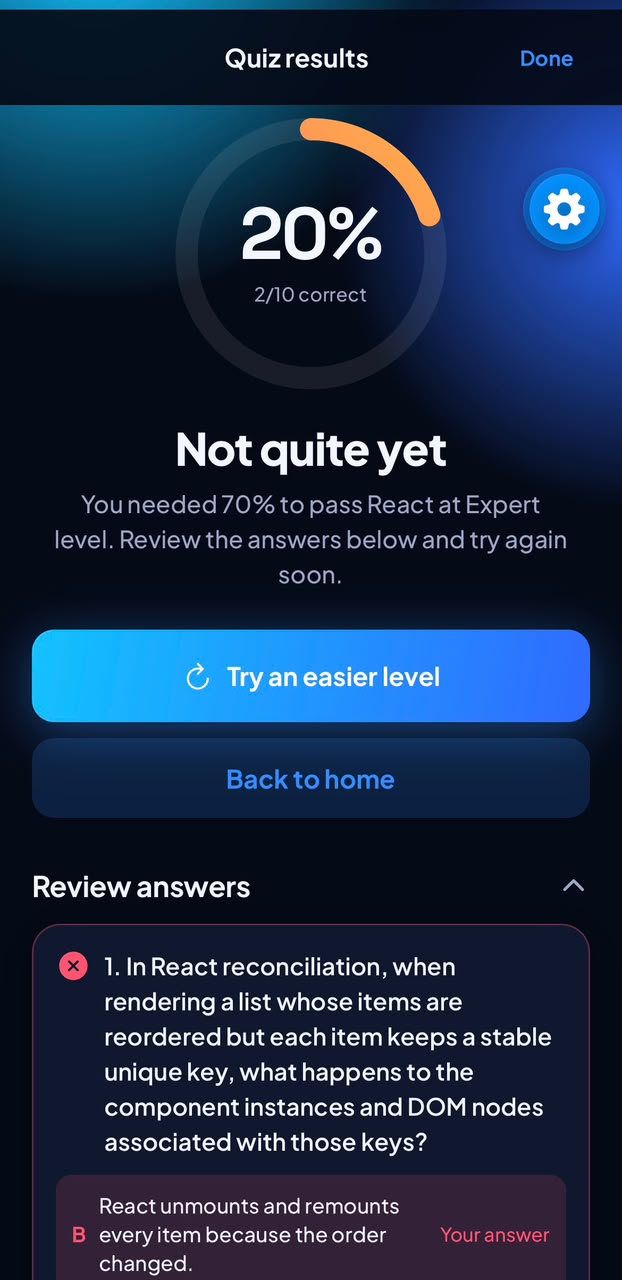 Quiz results
Done
20%
2/10 correct
Not quite yet
You needed 70% to pass React at Expert
level. Review the answers below and try again
soon.
Try an easier level
Back to home
Review answers
1. In React reconciliation, when
rendering a list whose items are
reordered but each item keeps a stable
unique key, what happens to the
component instances and DOM nodes
associated with those keys?
React unmounts and remounts
B every item because the order Your answer
changed.